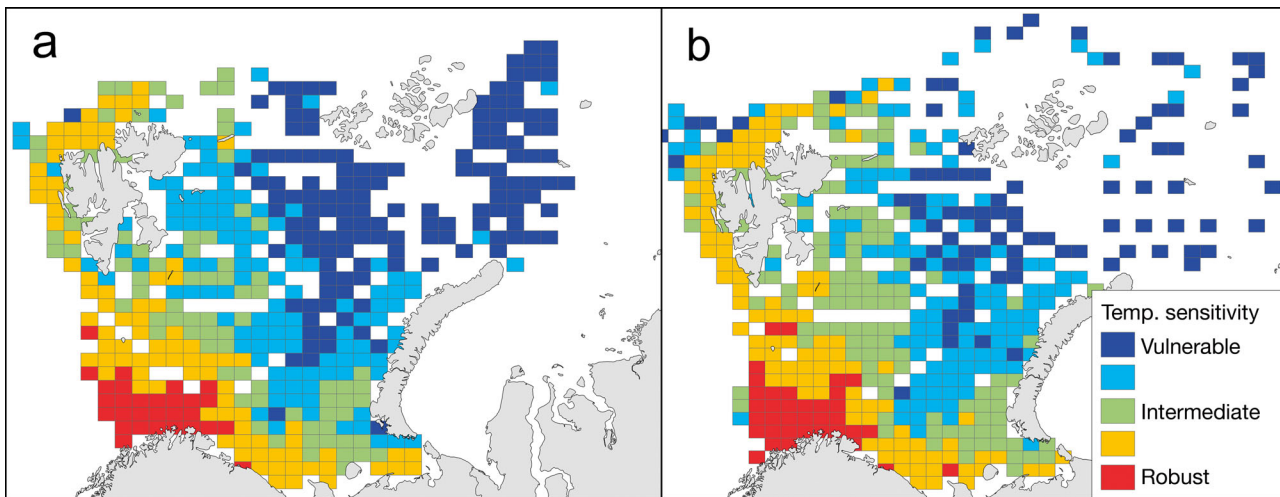 a
b
Temp. sensitivity
Vulnerable
Intermediate
Robust